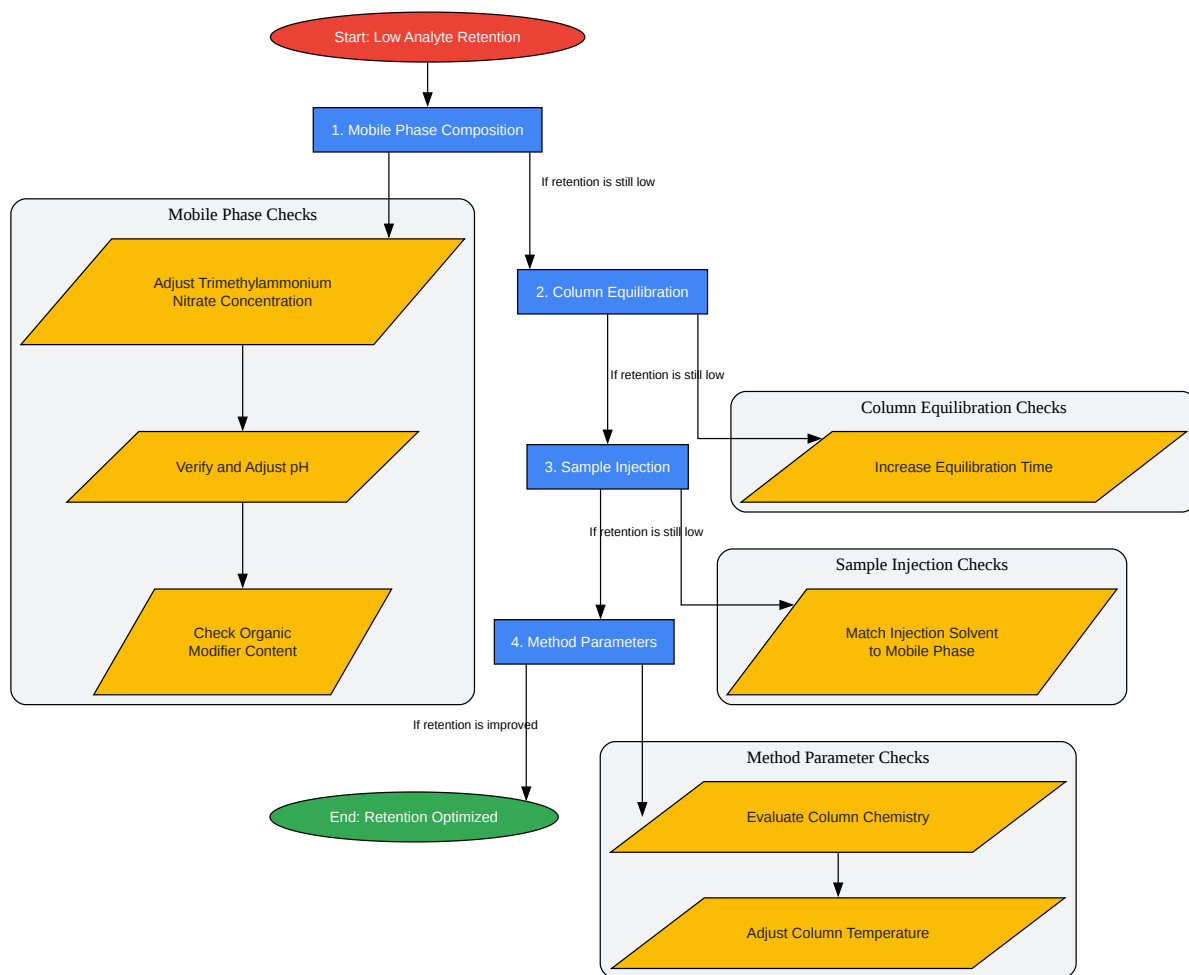 Start: Low Analyte Retention
1. Mobile Phase Composition
If retention is still low
Mobile Phase Checks
Adjust Trimethylammonium
Nitrate Concentration
Verify and Adjust pH
Check Organic
Modifier Content
2. Column Equilibration
If retention is still low
Column Equilibration Checks
Increase Equilibration Time
3. Sample Injection
If retention is still low
Sample Injection Checks
Match Injection Solvent
to Mobile Phase
4. Method Parameters
If retention is improved
Method Parameter Checks
Evaluate Column Chemistry
Adjust Column Temperature
End: Retention Optimized